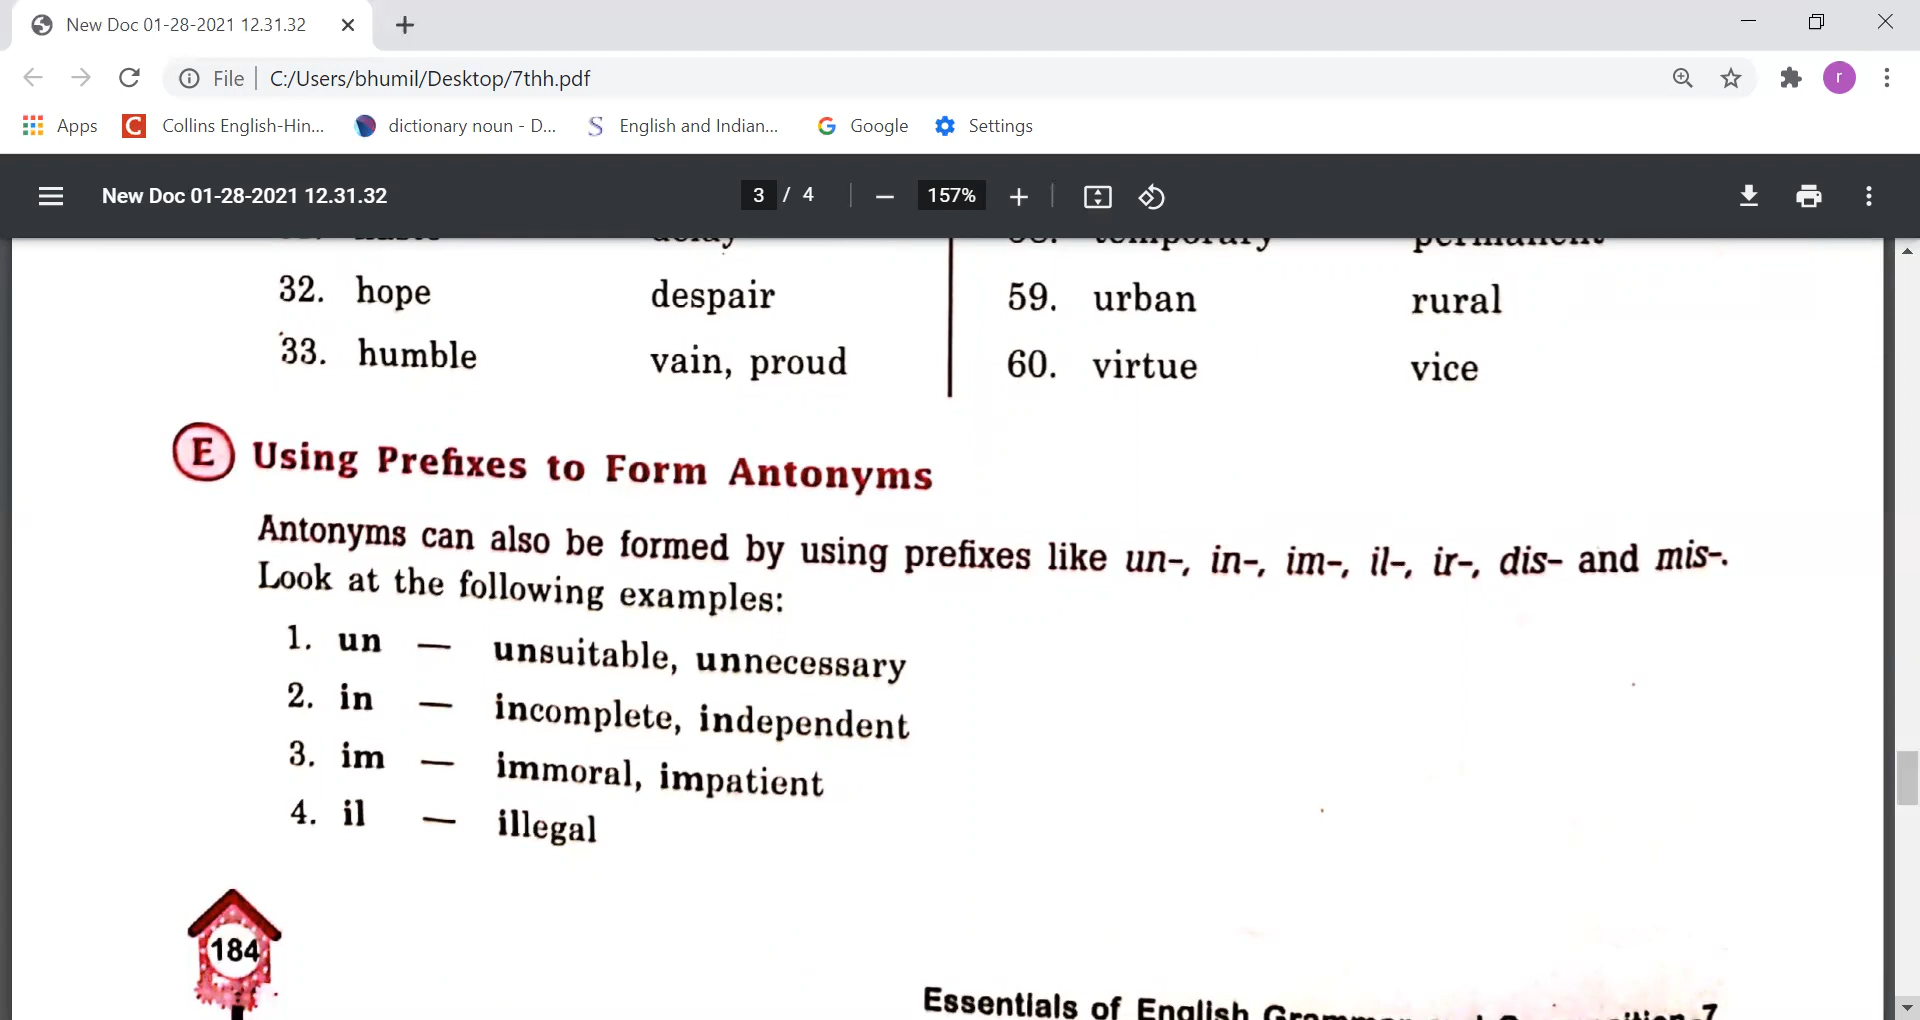 New Doc 01-28-2021 12.31.32
File C:/Users/bhumil/Desktop/7thh.pdf r
Apps Collins English-Hin... dictionary noun - D... English and Indian... Google Settings
New Doc 01-28-2021 12.31.32 3 / 4 157%
delay temporary permanent
32. hope despair 59. urban rural
33. humble vain, proud 60. virtue vice
E Using Prefixes to Form Antonyms
Antonyms can also be formed by using prefixes like un-, in-, im-, il-, ir-, dis- and mis-.
Look at the following examples:
1. un — unsuitable, unnecessary
2. in — incomplete, independent
3. im — immoral, impatient
4. il — illegal
184
Essentials of English